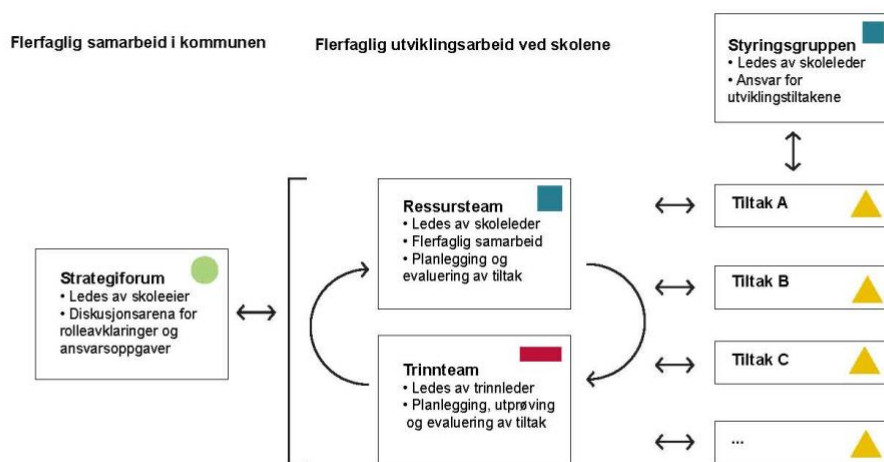 Flerfaglig samarbeid i kommunen
Flerfaglig utviklingsarbeid ved skolene
Styringsgruppen
• Ledes av skoleleder
• Ansvar for
utviklingstiltakene
Strategiforum
• Ledes av skoleeier
• Diskusjonsarena for
rolleavklaringer og
ansvarsoppgaver
Ressursteam
• Ledes av skoleleder
• Flerfaglig samarbeid
• Planlegging og
evaluering av tiltak
Trinnteam
• Ledes av trinnleder
• Planlegging, utprøving
og evaluering av tiltak
Tiltak A
Tiltak B
Tiltak C
...